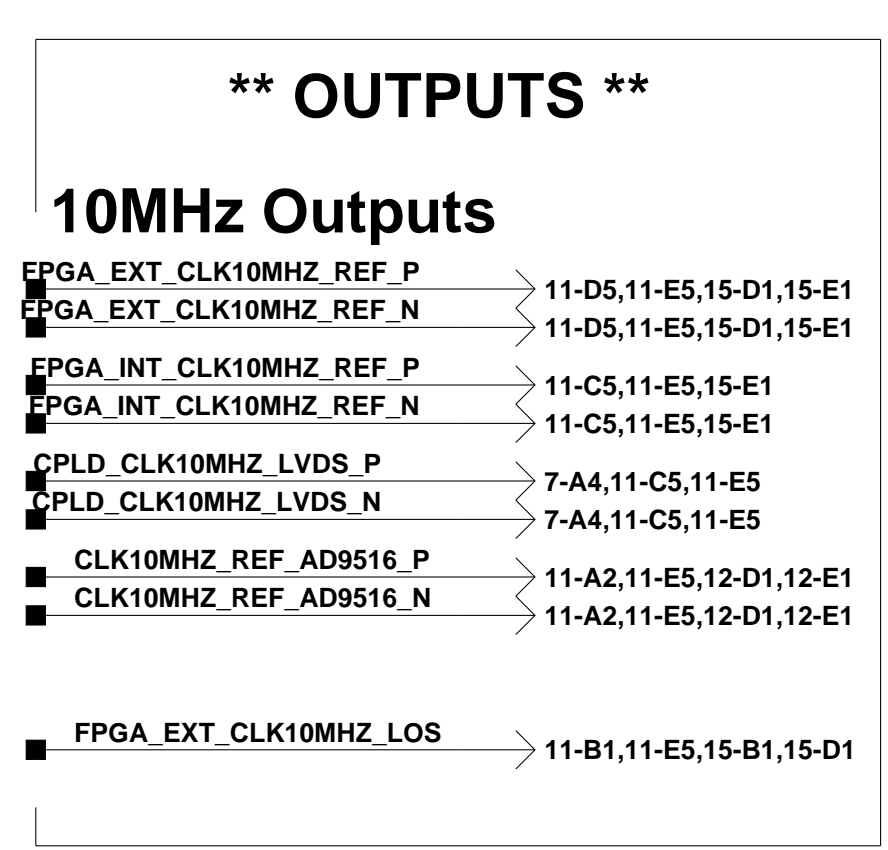 ** OUTPUTS **
10MHz Outputs
FPGA_EXT_CLK10MHZ_REF_P 11-D5,11-E5,15-D1,15-E1
FPGA_EXT_CLK10MHZ_REF_N 11-D5,11-E5,15-D1,15-E1
FPGA_INT_CLK10MHZ_REF_P 11-C5,11-E5,15-E1
FPGA_INT_CLK10MHZ_REF_N 11-C5,11-E5,15-E1
CPLD_CLK10MHZ_LVDS_P 7-A4,11-C5,11-E5
CPLD_CLK10MHZ_LVDS_N 7-A4,11-C5,11-E5
CLK10MHZ_REF_AD9516_P 11-A2,11-E5,12-D1,12-E1
CLK10MHZ_REF_AD9516_N 11-A2,11-E5,12-D1,12-E1
FPGA_EXT_CLK10MHZ_LOS 11-B1,11-E5,15-B1,15-D1